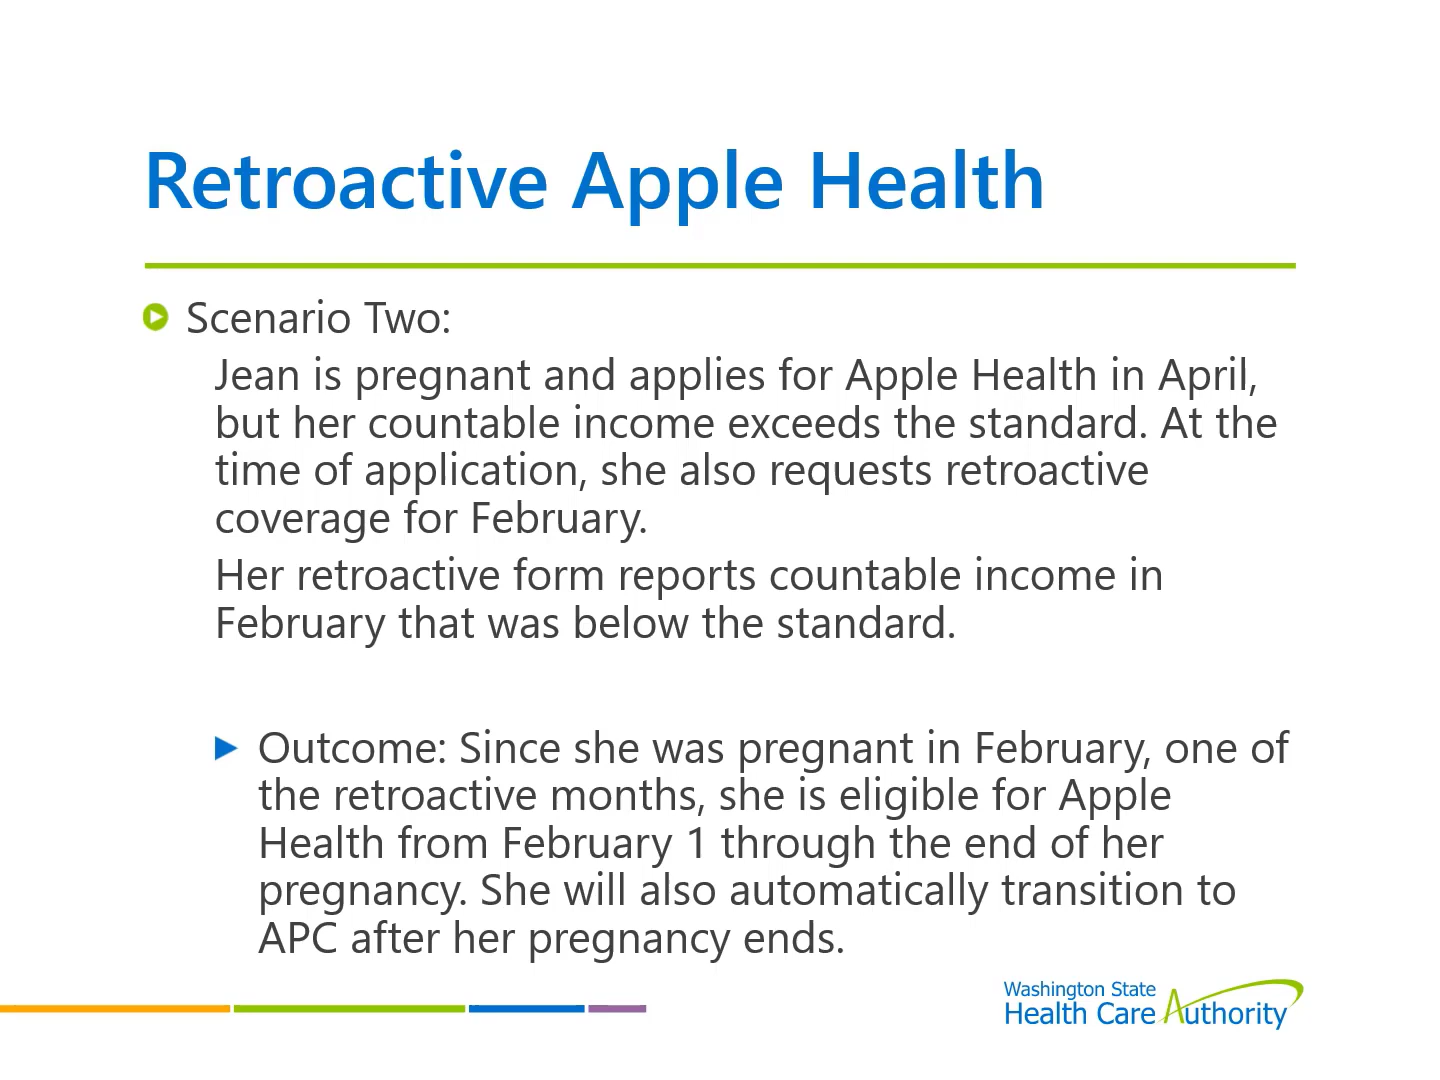 Retroactive Apple Health
Scenario Two:
Jean is pregnant and applies for Apple Health in April,
but her countable income exceeds the standard. At the
time of application, she also requests retroactive
coverage for February.
Her retroactive form reports countable income in
February that was below the standard.
Outcome: Since she was pregnant in February, one of
the retroactive months, she is eligible for Apple
Health from February 1 through the end of her
pregnancy. She will also automatically transition to
APC after her pregnancy ends.
Washington State
Health Care Authority